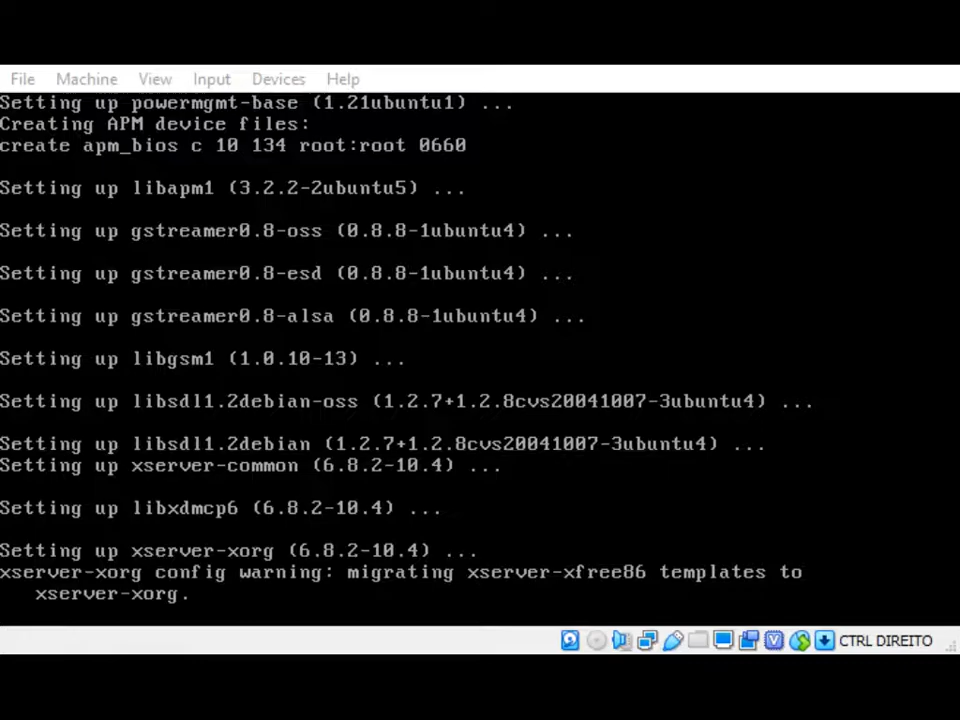 File Machine View Input Devices Help
Setting up powermgmt-base (1.21ubuntu1) ...
Creating APM device files:
create apm_bios c 10 134 root:root 0660
Setting up libapm1 (3.2.2-2ubuntu5) ...
Setting up gstreamer0.8-oss (0.8.8-1ubuntu4) ...
Setting up gstreamer0.8-esd (0.8.8-1ubuntu4) ...
Setting up gstreamer0.8-alsa (0.8.8-1ubuntu4) ...
Setting up libgsm1 (1.0.10-13) ...
Setting up libsdl1.2debian-oss (1.2.7+1.2.8cvs20041007-3ubuntu4) ...
Setting up libsdl1.2debian (1.2.7+1.2.8cvs20041007-3ubuntu4) ...
Setting up xserver-common (6.8.2-10.4) ...
Setting up libxdmcp6 (6.8.2-10.4) ...
Setting up xserver-xorg (6.8.2-10.4) ...
xserver-xorg config warning: migrating xserver-xfree86 templates to
xserver-xorg.
CTRL DIREITO